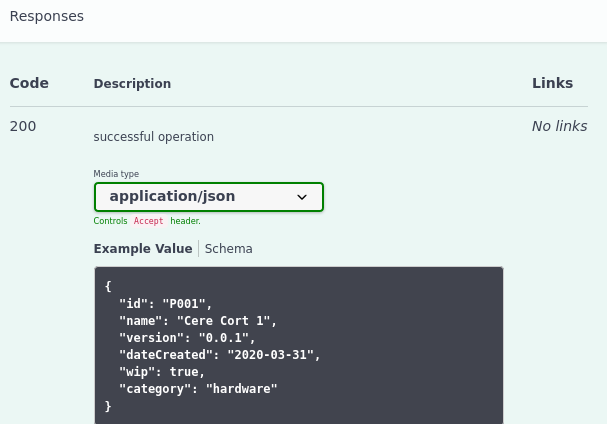 Responses
Code Description Links
200 successful operation No links
Media type
application/json
Controls Accept header.
Example Value Schema
{
  "id": "P001",
  "name": "Cere Cort 1",
  "version": "0.0.1",
  "dateCreated": "2020-03-31",
  "wip": true,
  "category": "hardware"
}